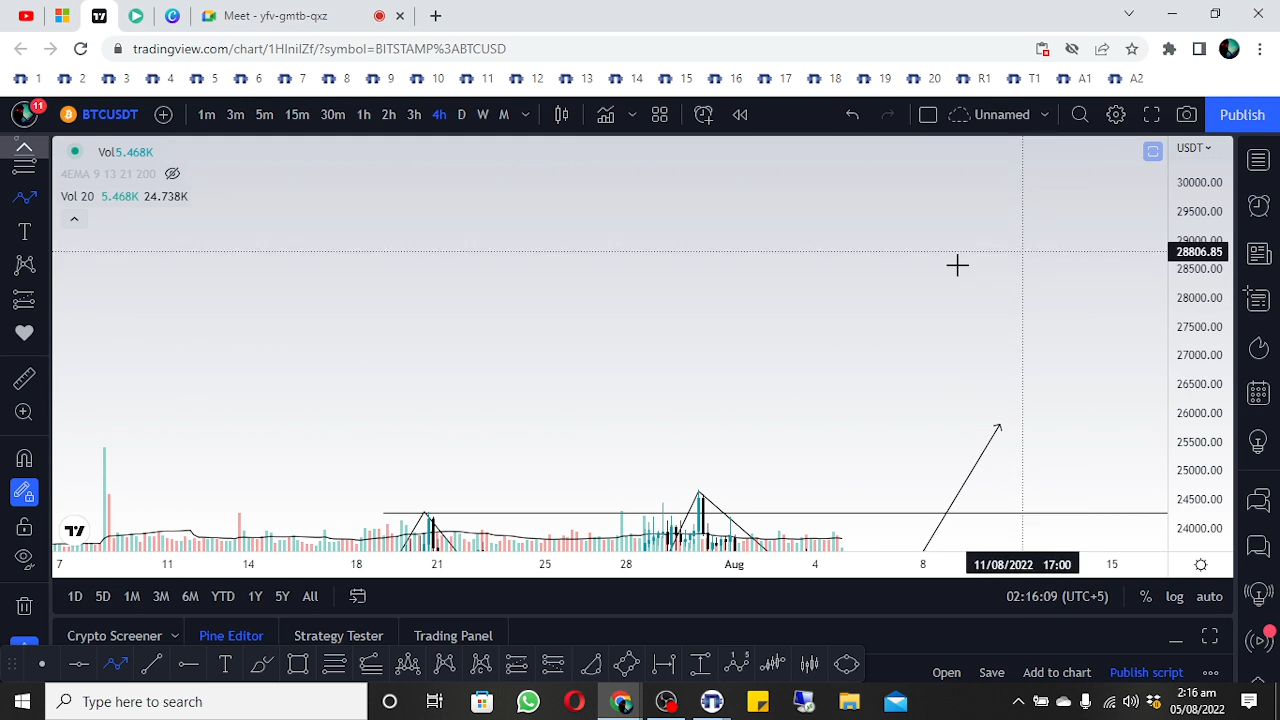 Meet - yfv-gmtb-qxz
tradingview.com/chart/1HlniIZf/?symbol=BITSTAMP%3ABTCUSD
1 2 3 4 5 6 7 8 9 10 11 12 13 14 15 16 17 18 19 20 R1 T1 A1 A2
11 BTCUSDT 1m 3m 5m 15m 30m 1h 2h 3h 4h D W M Unnamed Publish
Vol5.468K
4EMA 9 13 21 200
Vol 20 5.468K 24.738K
USDT
30000.00
29500.00
29000.00
28806.85
28500.00
28000.00
27500.00
27000.00
26500.00
26000.00
25500.00
25000.00
24500.00
24000.00
7 11 14 18 21 25 28 Aug 4 8 11/08/2022 17:00 15
1D 5D 1M 3M 6M YTD 1Y 5Y All 02:16:09 (UTC+5) % log auto
Crypto Screener Pine Editor Strategy Tester Trading Panel
Open Save Add to chart Publish script
Type here to search
2:16 am
05/08/2022